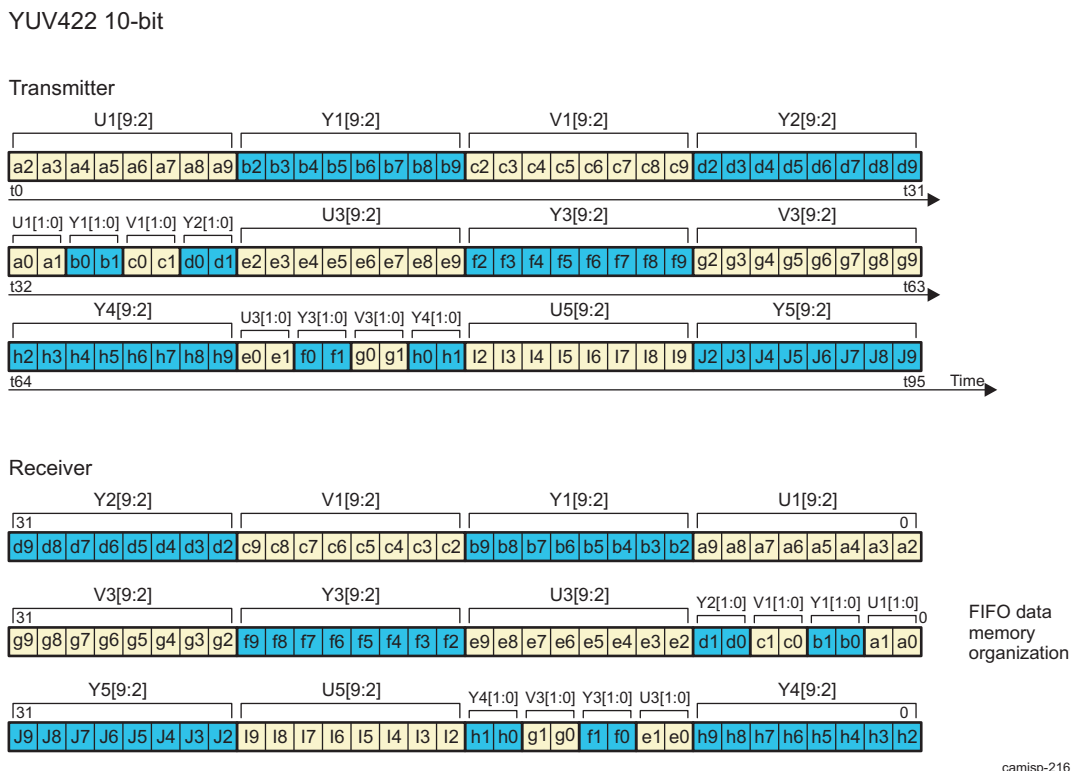 YUV422 10-bit
Transmitter
U1[9:2] Y1[9:2] V1[9:2] Y2[9:2]
a2 a3 a4 a5 a6 a7 a8 a9 b2 b3 b4 b5 b6 b7 b8 b9 c2 c3 c4 c5 c6 c7 c8 c9 d2 d3 d4 d5 d6 d7 d8 d9
t0 t31
U1[1:0] Y1[1:0] V1[1:0] Y2[1:0] U3[9:2] Y3[9:2] V3[9:2]
a0 a1 b0 b1 c0 c1 d0 d1 e2 e3 e4 e5 e6 e7 e8 e9 f2 f3 f4 f5 f6 f7 f8 f9 g2 g3 g4 g5 g6 g7 g8 g9
t32 t63
Y4[9:2] U3[1:0] Y3[1:0] V3[1:0] Y4[1:0] U5[9:2] Y5[9:2]
h2 h3 h4 h5 h6 h7 h8 h9 e0 e1 f0 f1 g0 g1 h0 h1 I2 I3 I4 I5 I6 I7 I8 I9 J2 J3 J4 J5 J6 J7 J8 J9
t64 t95 Time
Receiver
Y2[9:2] V1[9:2] Y1[9:2] U1[9:2]
31 0
d9 d8 d7 d6 d5 d4 d3 d2 c9 c8 c7 c6 c5 c4 c3 c2 b9 b8 b7 b6 b5 b4 b3 b2 a9 a8 a7 a6 a5 a4 a3 a2
V3[9:2] Y3[9:2] U3[9:2] Y2[1:0] V1[1:0] Y1[1:0] U1[1:0]
31 0
g9 g8 g7 g6 g5 g4 g3 g2 f9 f8 f7 f6 f5 f4 f3 f2 e9 e8 e7 e6 e5 e4 e3 e2 d1 d0 c1 c0 b1 b0 a1 a0
FIFO data
memory
organization
Y5[9:2] U5[9:2] Y4[1:0] V3[1:0] Y3[1:0] U3[1:0] Y4[9:2]
31 0
J9 J8 J7 J6 J5 J4 J3 J2 I9 I8 I7 I6 I5 I4 I3 I2 h1 h0 g1 g0 f1 f0 e1 e0 h9 h8 h7 h6 h5 h4 h3 h2
camisp-216